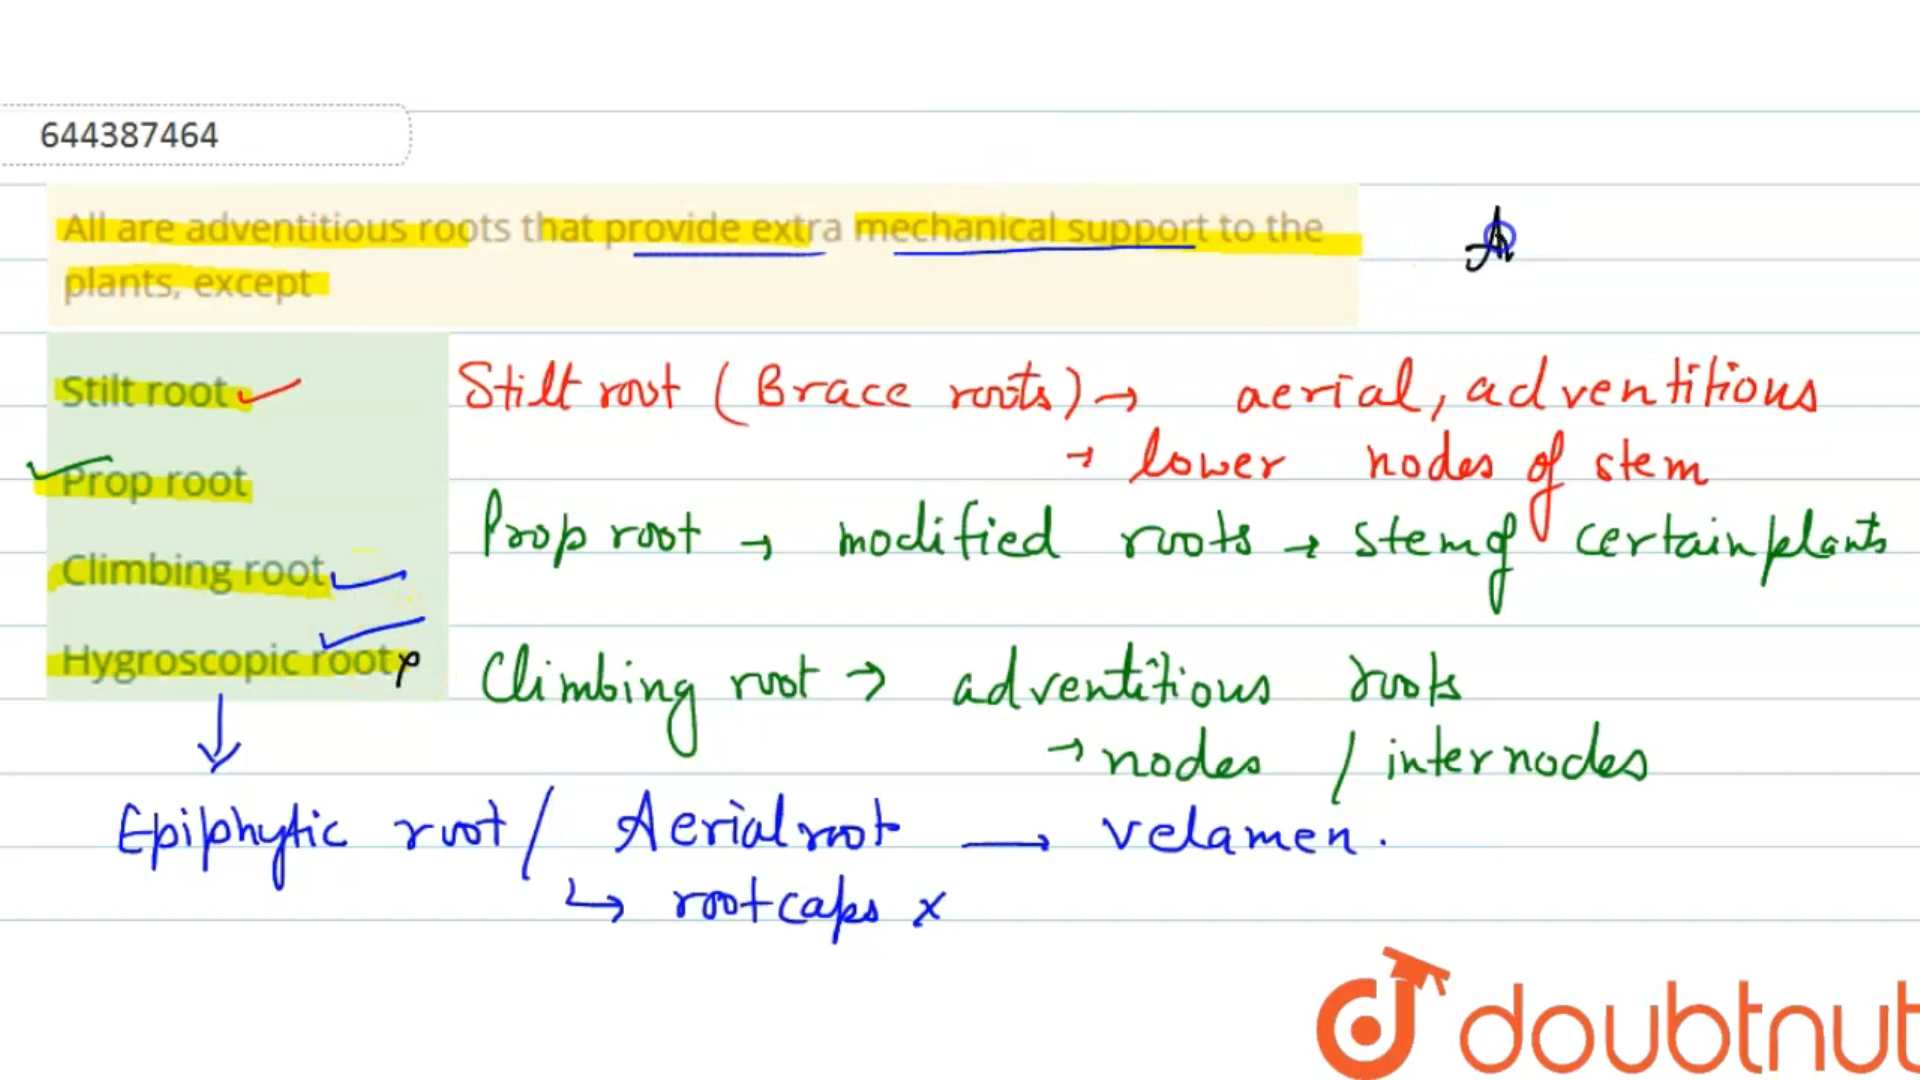 644387464
All are adventitious roots that provide extra mechanical support to the
plants, except
Stilt root
Prop root
Climbing root
Hygroscopic root
Stilt root (Brace roots) → aerial, adventitious
→ lower nodes of stem
Prop root → modified roots → stem of certain plants
Climbing root → adventitious roots
→ nodes / internodes
Epiphytic root / Aerial root → velamen.
↳ rootcaps x
doubtnut